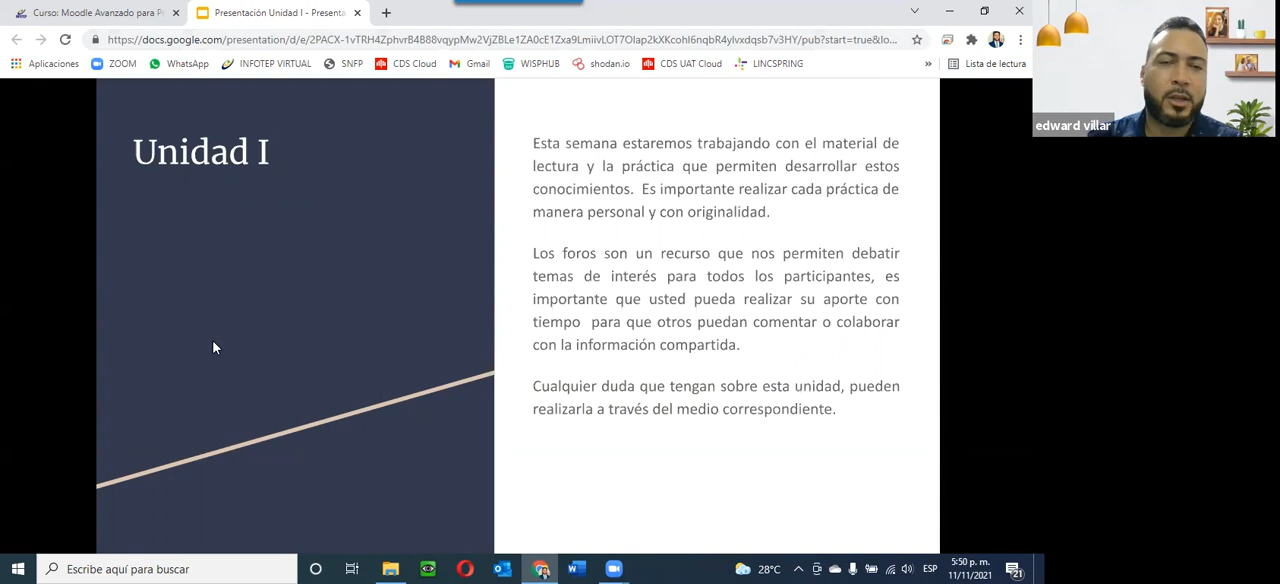 Curso: Moodle Avanzado para P
Presentación Unidad I - Presenta
https://docs.google.com/presentation/d/e/2PACX-1vTRH4ZphvrB4B88vqypMw2VjZBLe1ZA0cE1Zxa9LmiivLOT7OIap2kXKcohI6nqbR4ylvxdqsb7v3HY/pub?start=true&lo...
Aplicaciones ZOOM WhatsApp INFOTEP VIRTUAL SNFP CDS Cloud Gmail WISPHUB shodan.io CDS UAT Cloud LINCSPRING » Lista de lectura
edward villar
Unidad I
Esta semana estaremos trabajando con el material de
lectura y la práctica que permiten desarrollar estos
conocimientos. Es importante realizar cada práctica de
manera personal y con originalidad.
Los foros son un recurso que nos permiten debatir
temas de interés para todos los participantes, es
importante que usted pueda realizar su aporte con
tiempo para que otros puedan comentar o colaborar
con la información compartida.
Cualquier duda que tengan sobre esta unidad, pueden
realizarla a través del medio correspondiente.
Escribe aquí para buscar
28°C
ESP
5:50 p. m.
11/11/2021
21